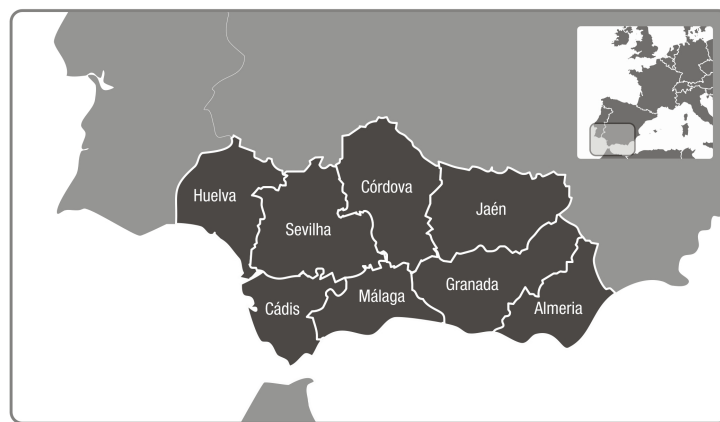 Huelva
Sevilha
Córdova
Jaén
Cádis
Málaga
Granada
Almeria